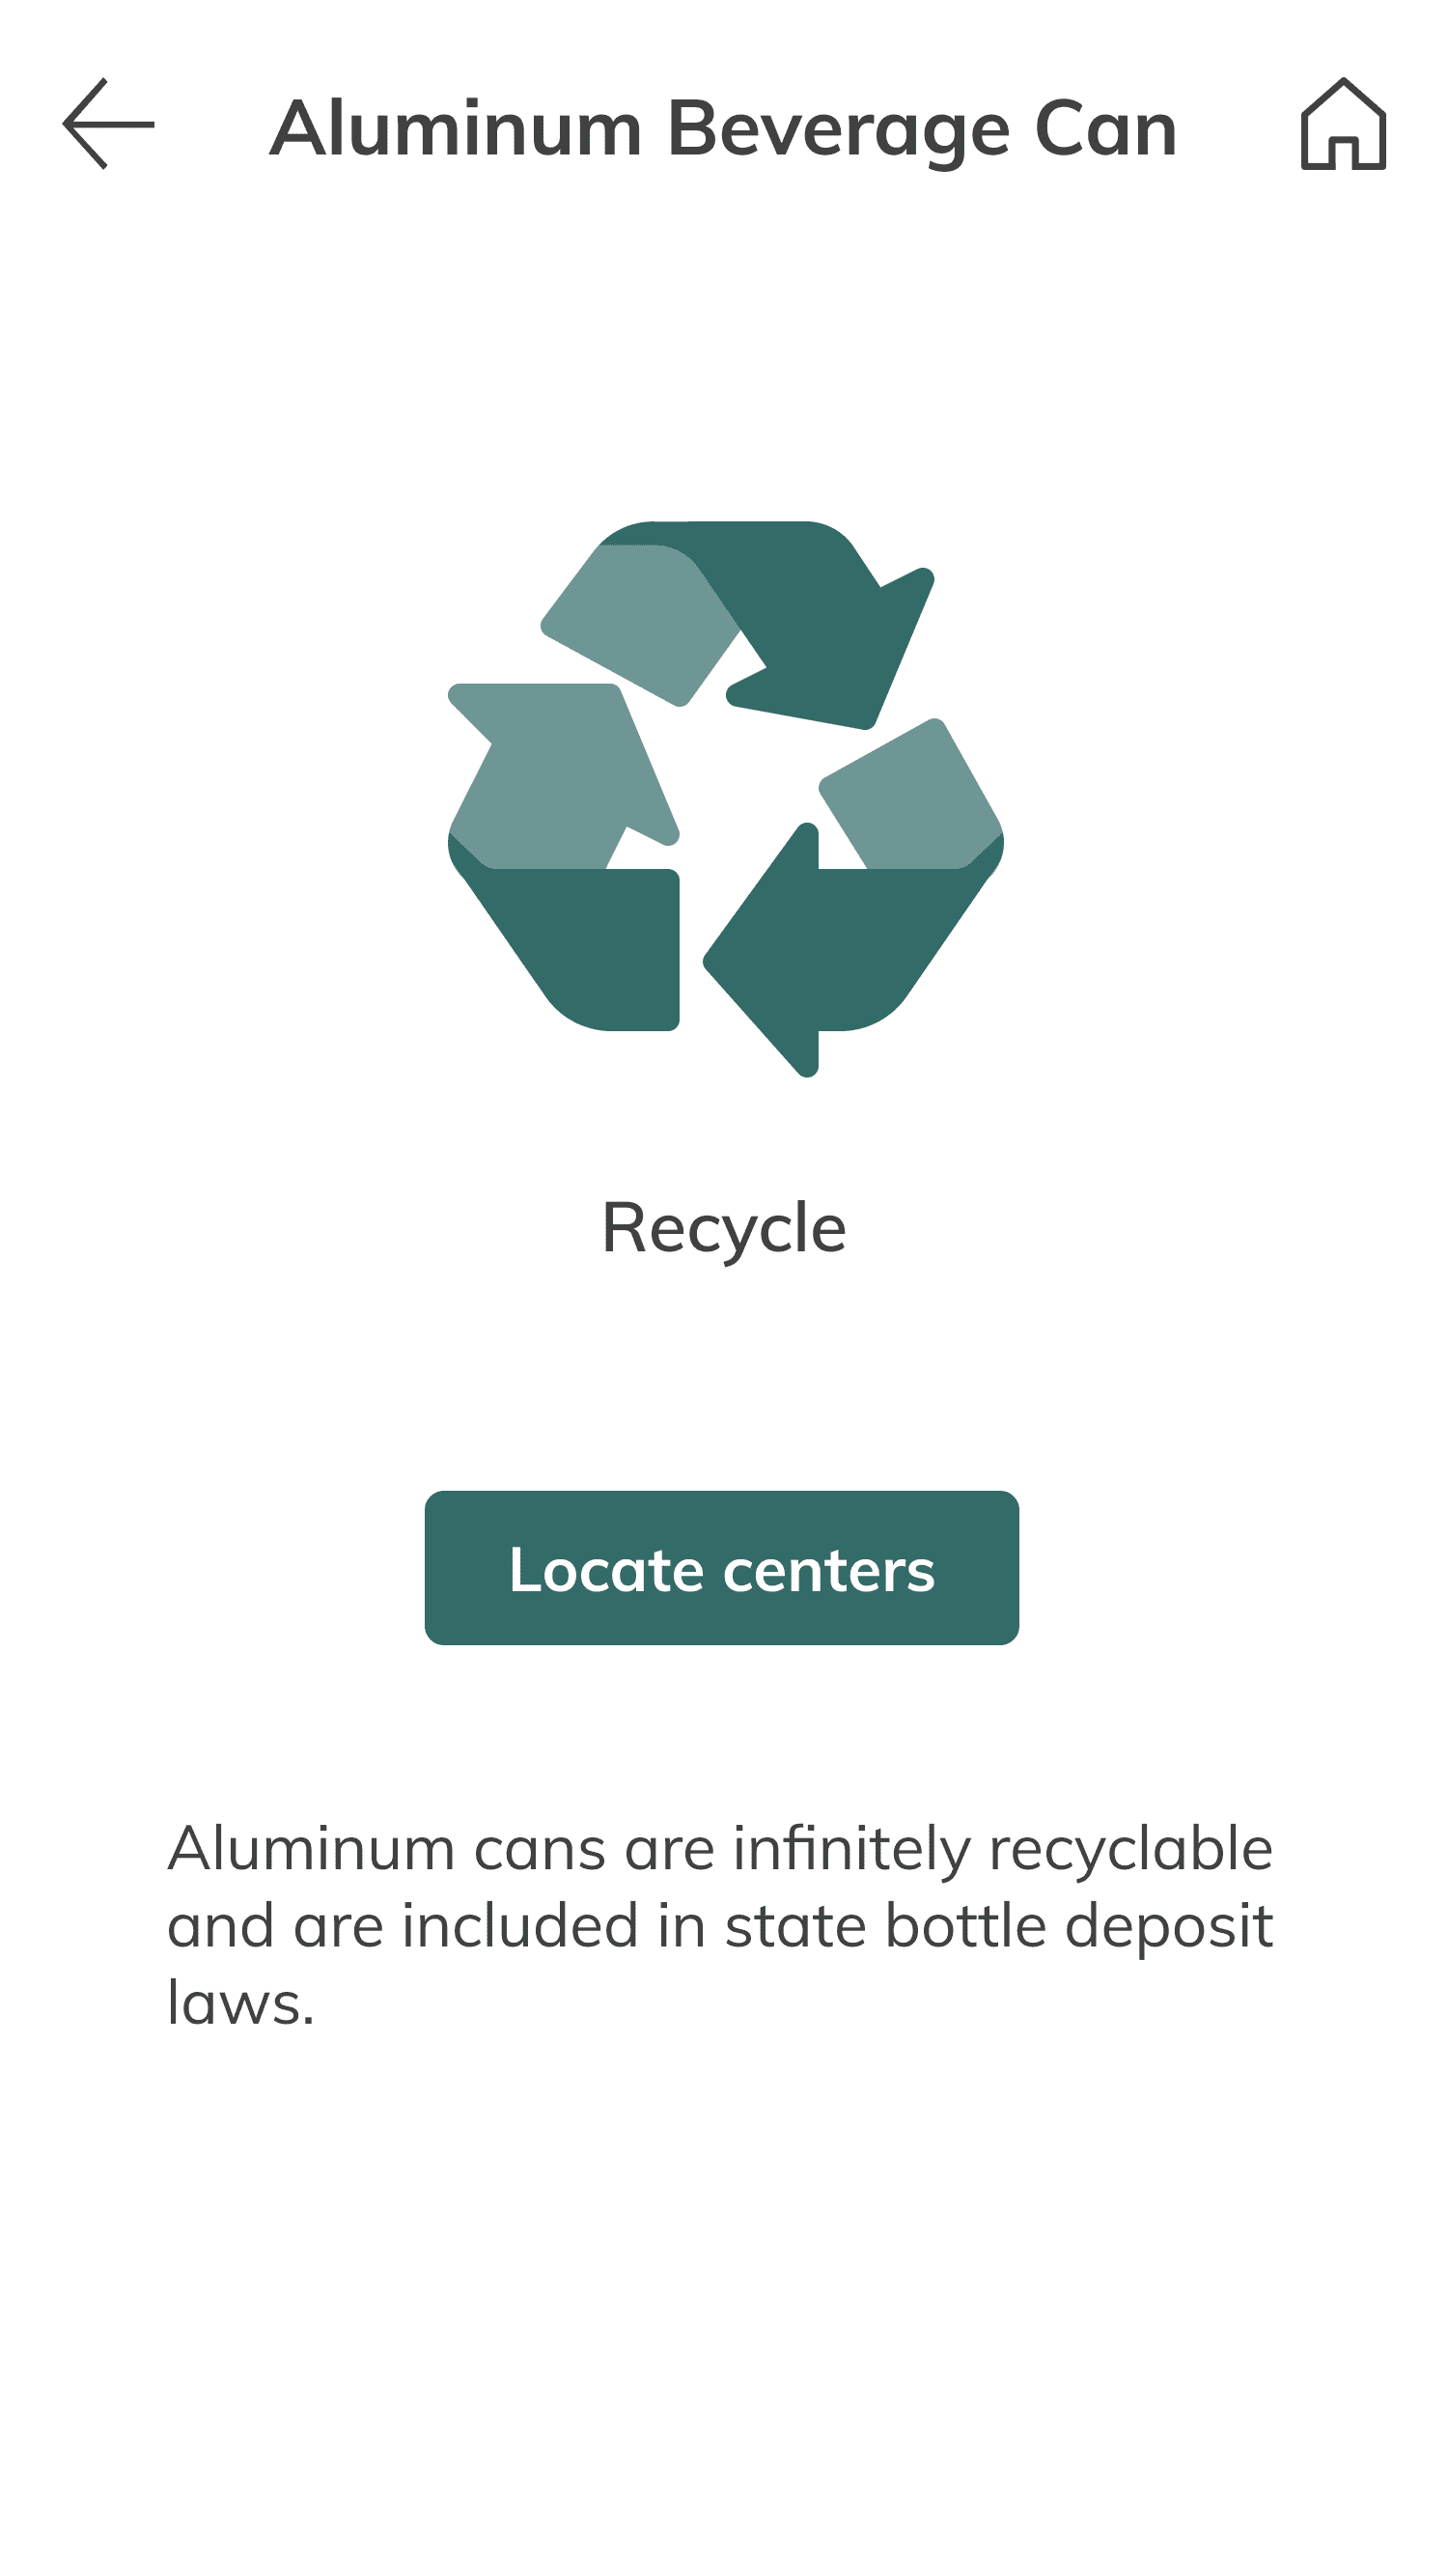 Aluminum Beverage Can
Recycle
Locate centers
Aluminum cans are infinitely recyclable
and are included in state bottle deposit
laws.